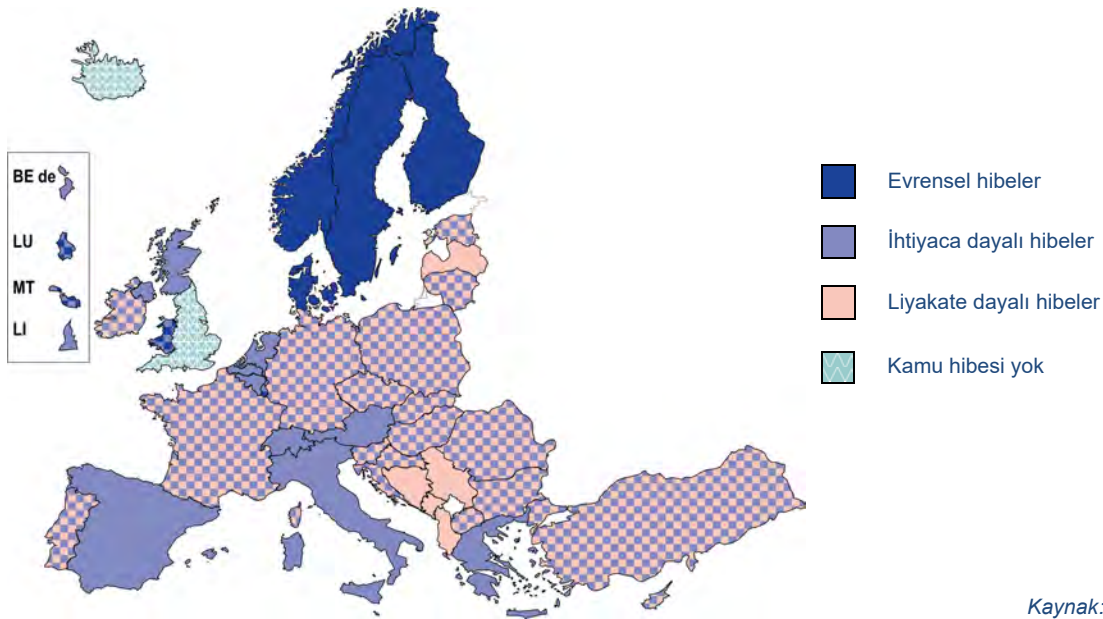 BE de
LU
MT
LI
Evrensel hibeler
İhtiyaca dayalı hibeler
Liyakate dayalı hibeler
Kamu hibesi yok
Kaynak: